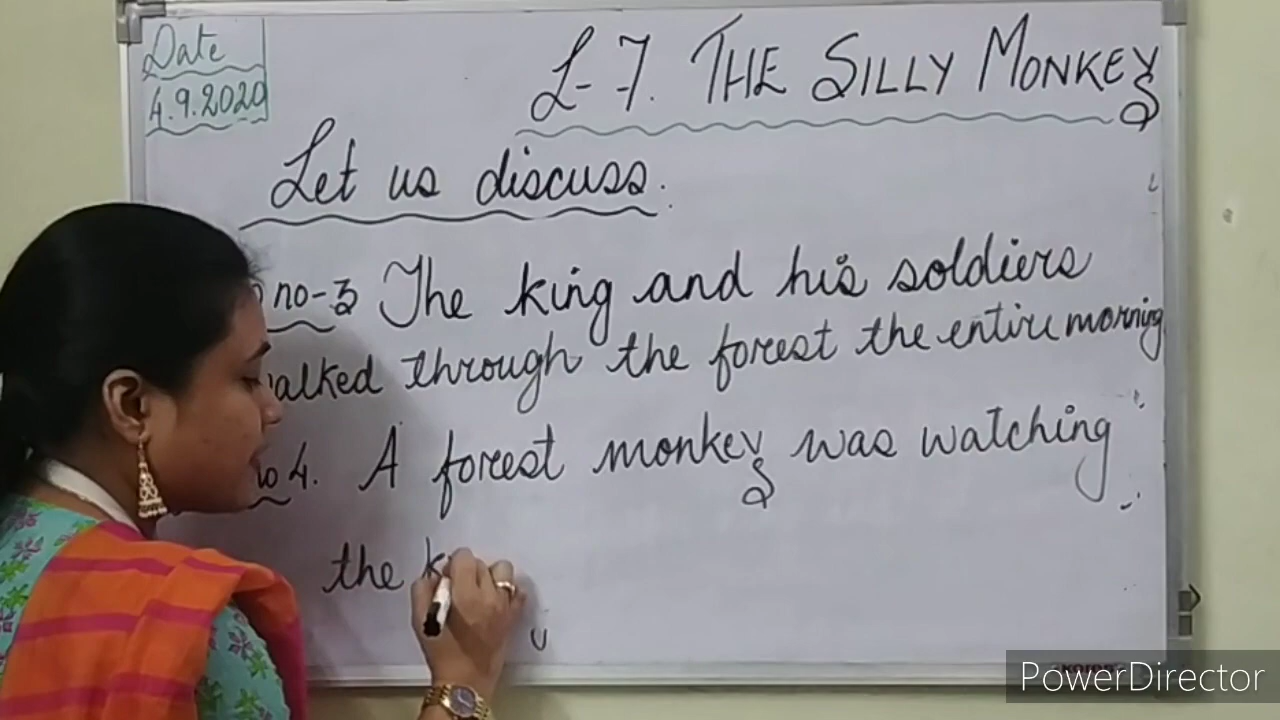 Date
4.9.2020
L-7. THE SILLY MONKEY
Let us discuss.
no-3 The king and his soldiers
walked through the forest the entire morning
no 4. A forest monkey was watching
the k
PowerDirector